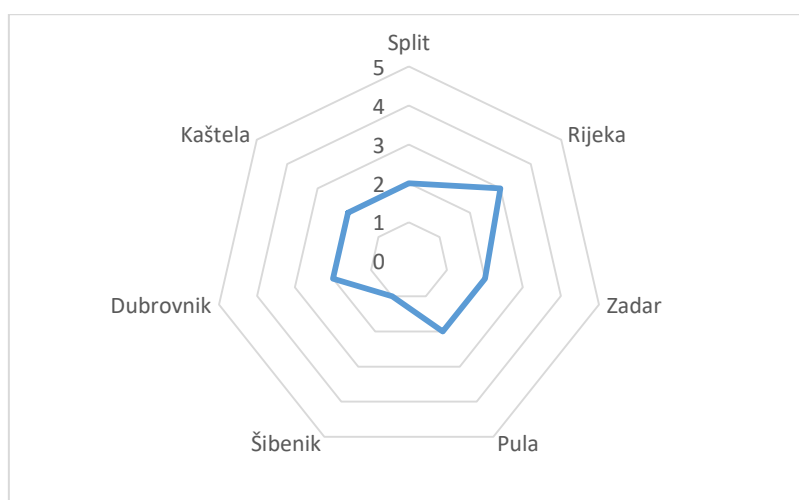 Split
5
4
3
2
1
0
Rijeka
Zadar
Pula
Šibenik
Dubrovnik
Kaštela